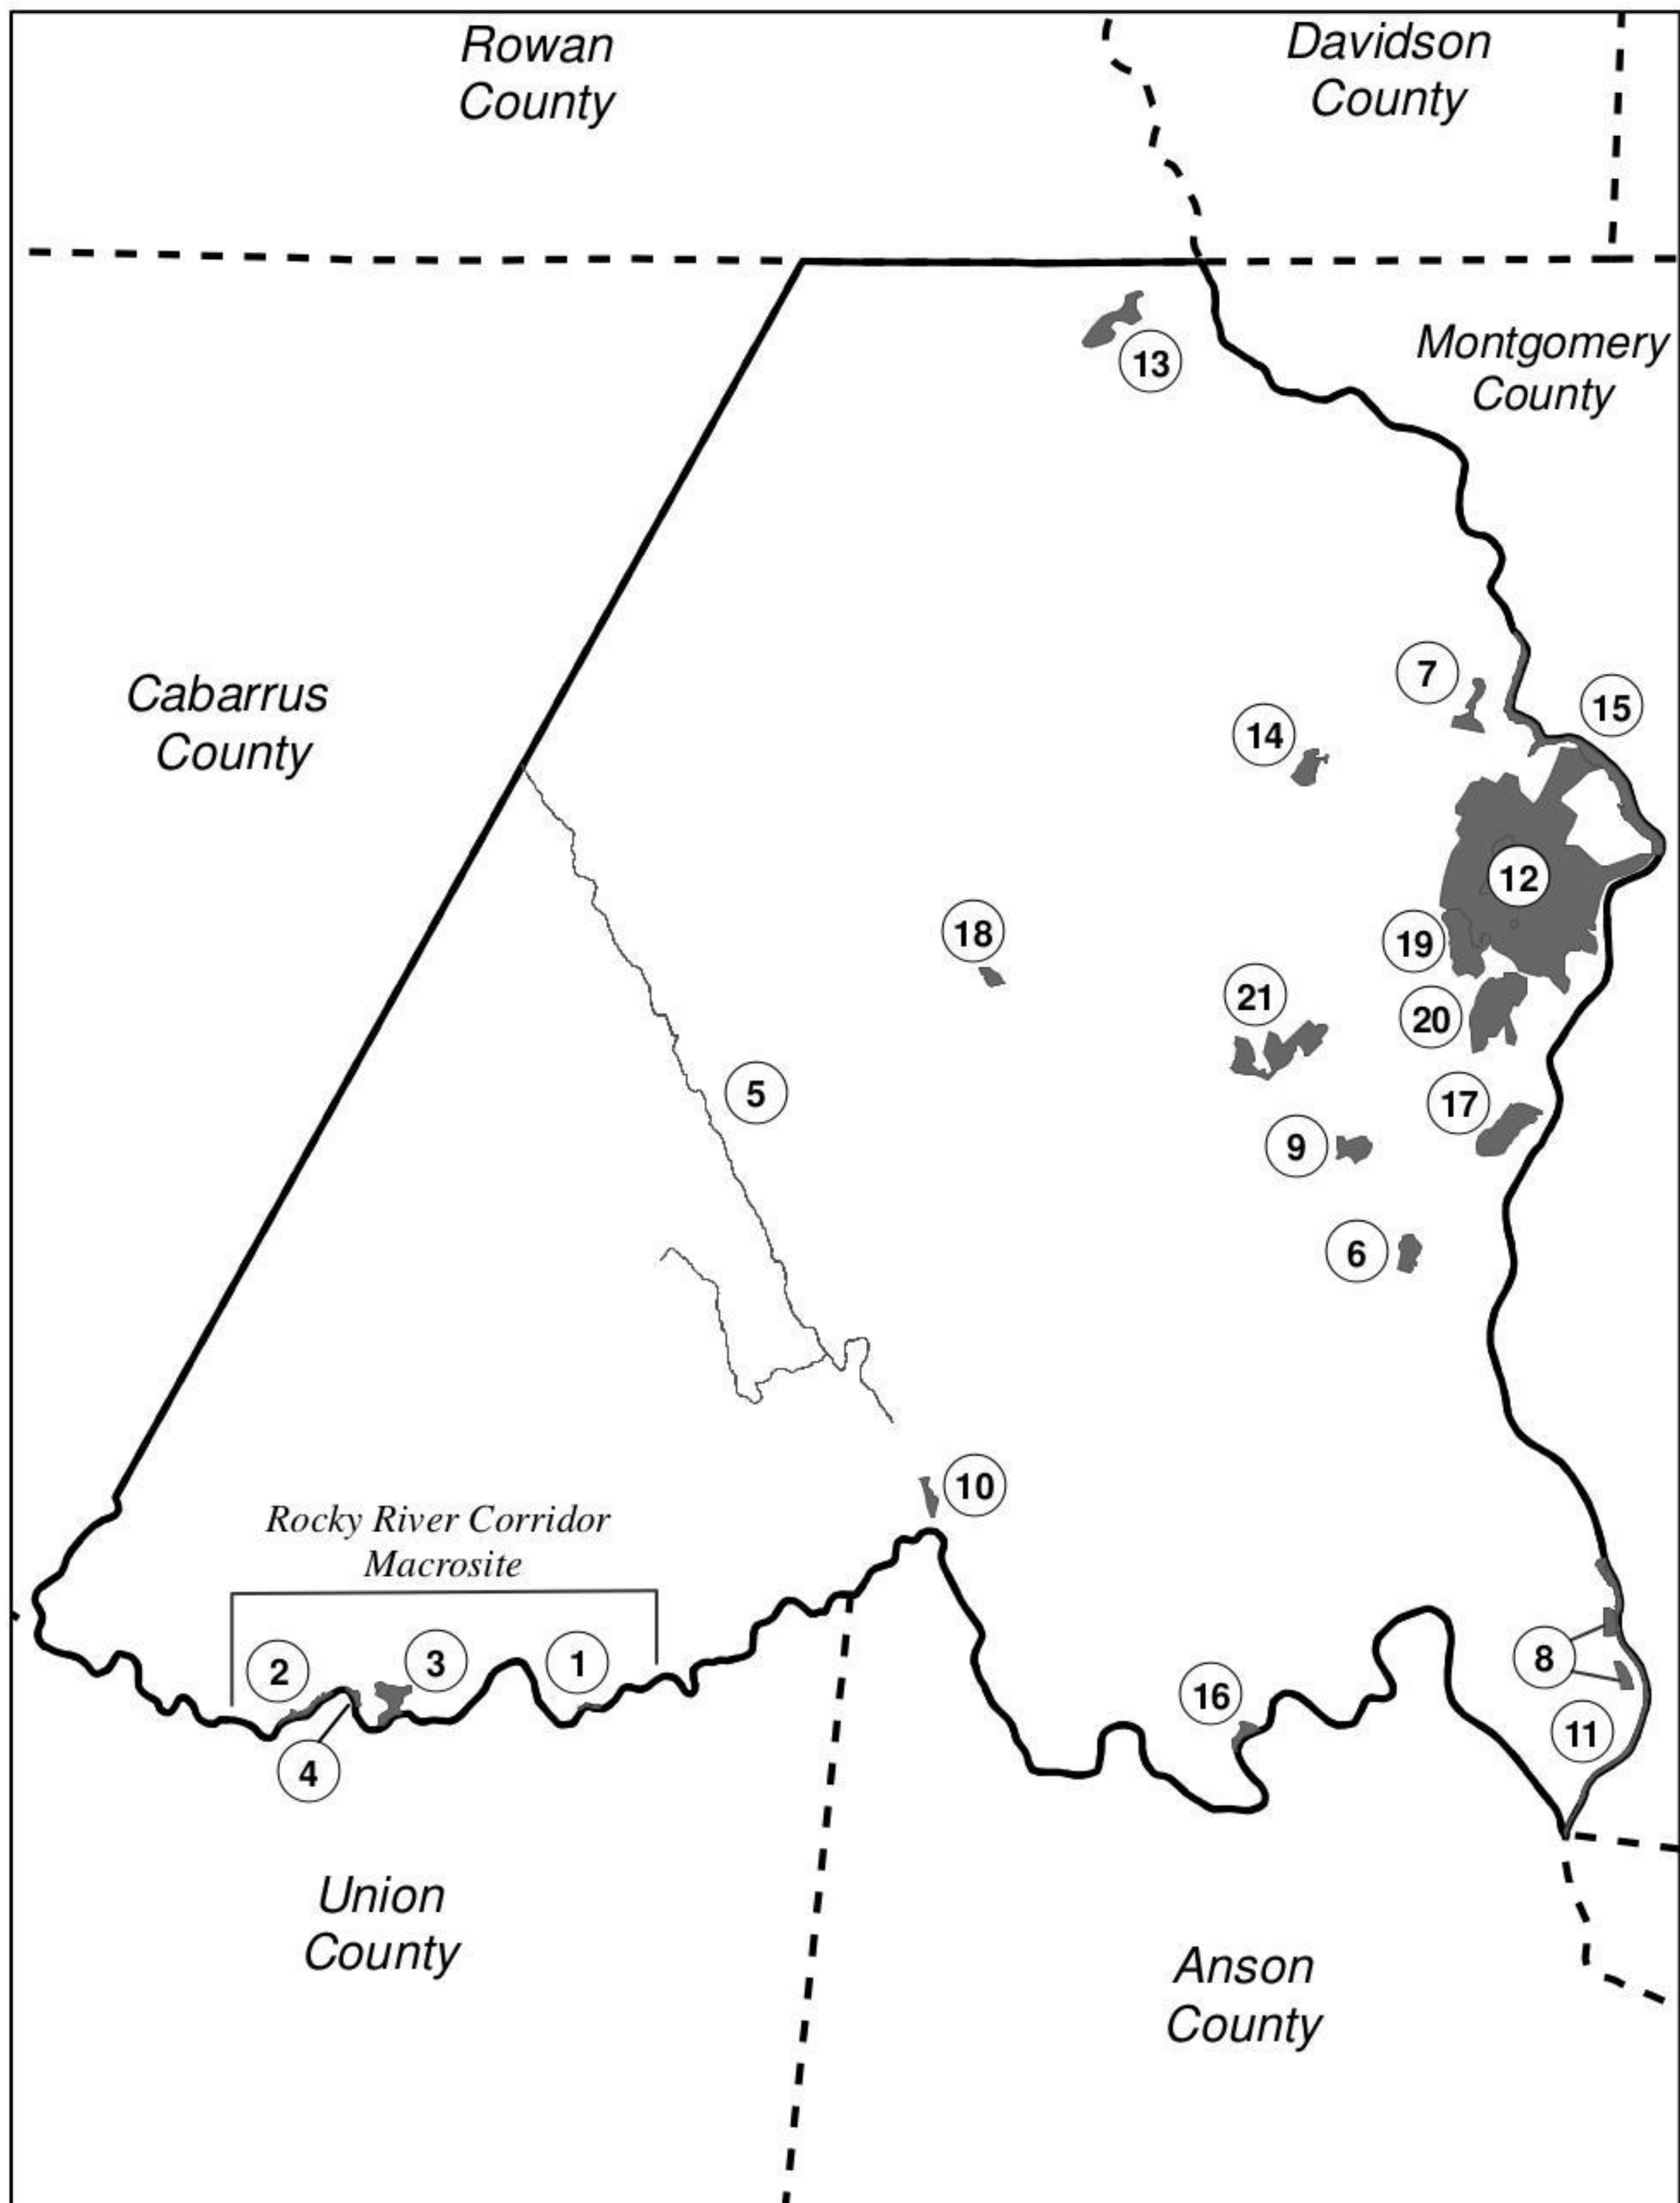 Rowan
County
Davidson
County
Montgomery
County
13
Cabarrus
County
7
15
14
12
18
19
21
20
5
17
9
6
10
Rocky River Corridor
Macrosite
2
3
1
8
16
11
4
Union
County
Anson
County